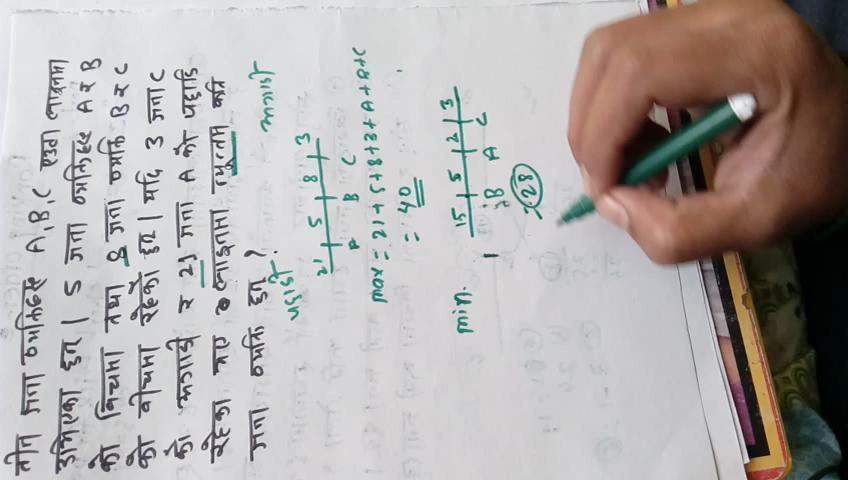 तीन जना व्यक्तिहरु A, B, C एउटा लाइनमा
उभिएका छन् । 5 जना व्यक्तिहरु A र B
को बिचमा तथा 8 जना व्यक्ति B र C
को बीचमा रहेका छन् । यदि 3 जना C
को अगाडी र 21 जना A को पछाडि
रहेका भए लाइनमा न्यूनतम कति
जना व्यक्ति छन् ?
पछाडी अगाडी
21 5 8 3
A B C
max = 21 + 5 + 8 + 3 + A + B + C
= 40
min.
15 5 2 3
B A C
28